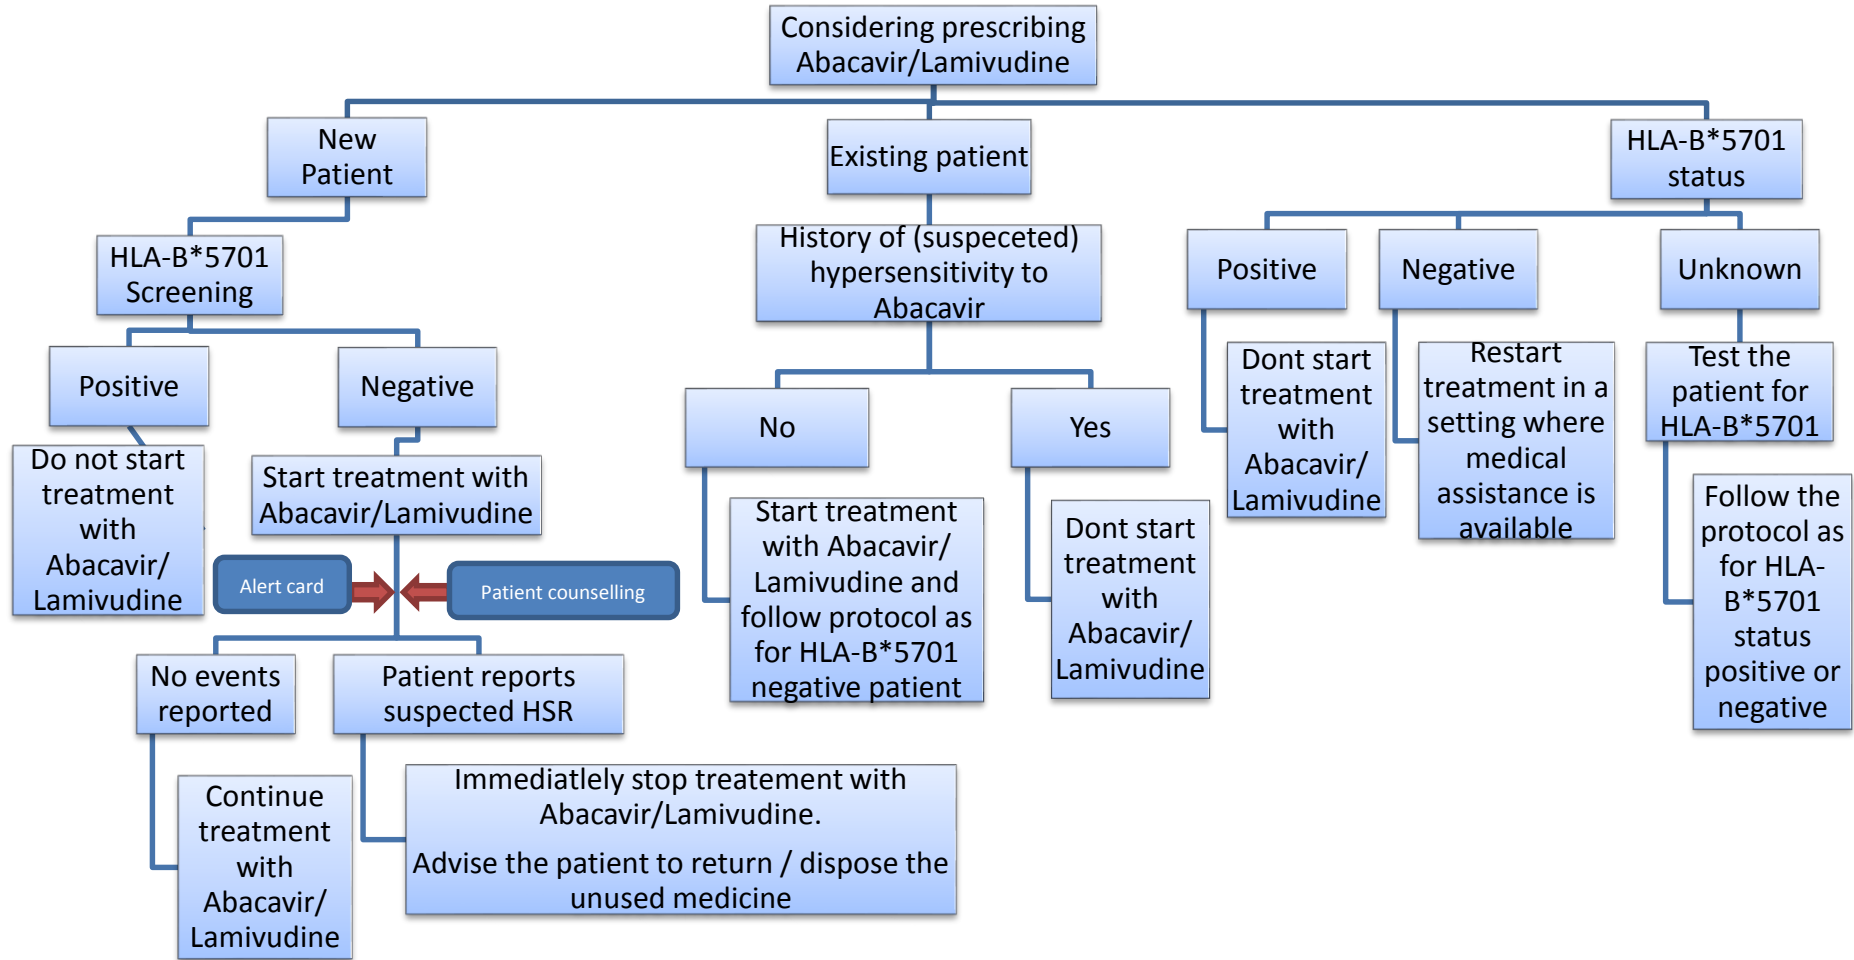 Considering prescribing
Abacavir/Lamivudine
New
Patient
Existing patient
HLA-B*5701
status
HLA-B*5701
Screening
History of (suspeceted)
hypersensitivity to
Abacavir
Positive
Negative
Unknown
Positive
Negative
No
Yes
Dont start
treatment
with
Abacavir/
Lamivudine
Restart
treatment in a
setting where
medical
assistance is
available
Test the
patient for
HLA-B*5701
Do not start
treatment
with
Abacavir/
Lamivudine
Start treatment with
Abacavir/Lamivudine
Start treatment
with Abacavir/
Lamivudine and
follow protocol as
for HLA-B*5701
negative patient
Dont start
treatment
with
Abacavir/
Lamivudine
Follow the
protocol as
for HLA-
B*5701
status
positive or
negative
Alert card
Patient counselling
No events
reported
Patient reports
suspected HSR
Continue
treatment
with
Abacavir/
Lamivudine
Immediatlely stop treatement with
Abacavir/Lamivudine.
Advise the patient to return / dispose the
unused medicine